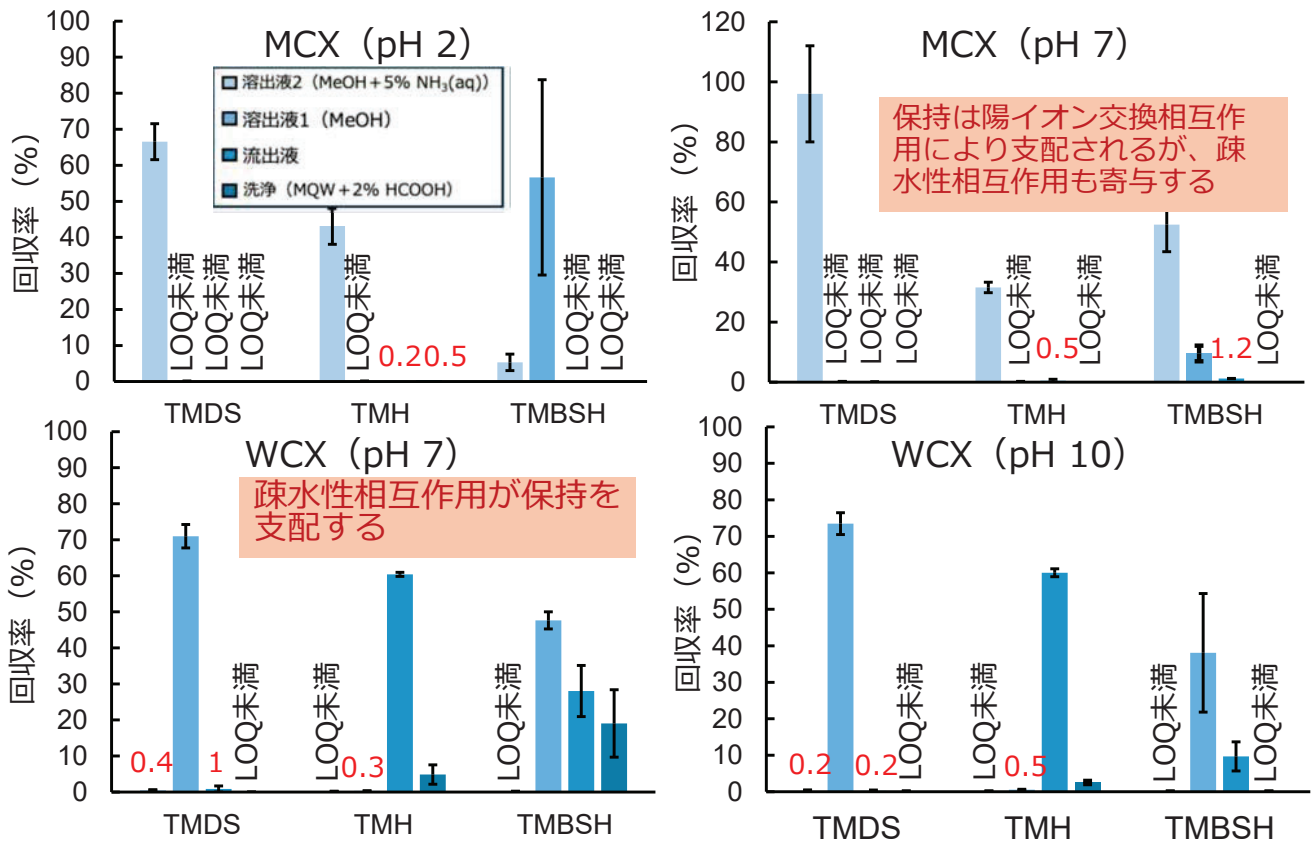 MCX（pH 2）
溶出液2（MeOH＋5% NH₃(aq)）
溶出液1（MeOH）
流出液
洗浄（MQW＋2% HCOOH）
回収率（%）
100
90
80
70
60
50
40
30
20
10
0
LOQ未満
LOQ未満
LOQ未満
LOQ未満
0.2
0.5
LOQ未満
LOQ未満
TMDS
TMH
TMBSH
MCX（pH 7）
保持は陽イオン交換相互作
用により支配されるが、疎
水性相互作用も寄与する
回収率（%）
120
100
80
60
40
20
0
LOQ未満
LOQ未満
LOQ未満
LOQ未満
0.5
LOQ未満
1.2
LOQ未満
TMDS
TMH
TMBSH
WCX（pH 7）
疎水性相互作用が保持を
支配する
回収率（%）
100
90
80
70
60
50
40
30
20
10
0
0.4
1
LOQ未満
LOQ未満
0.3
LOQ未満
TMDS
TMH
TMBSH
WCX（pH 10）
回収率（%）
100
90
80
70
60
50
40
30
20
10
0
0.2
0.2
LOQ未満
LOQ未満
0.5
LOQ未満
LOQ未満
TMDS
TMH
TMBSH